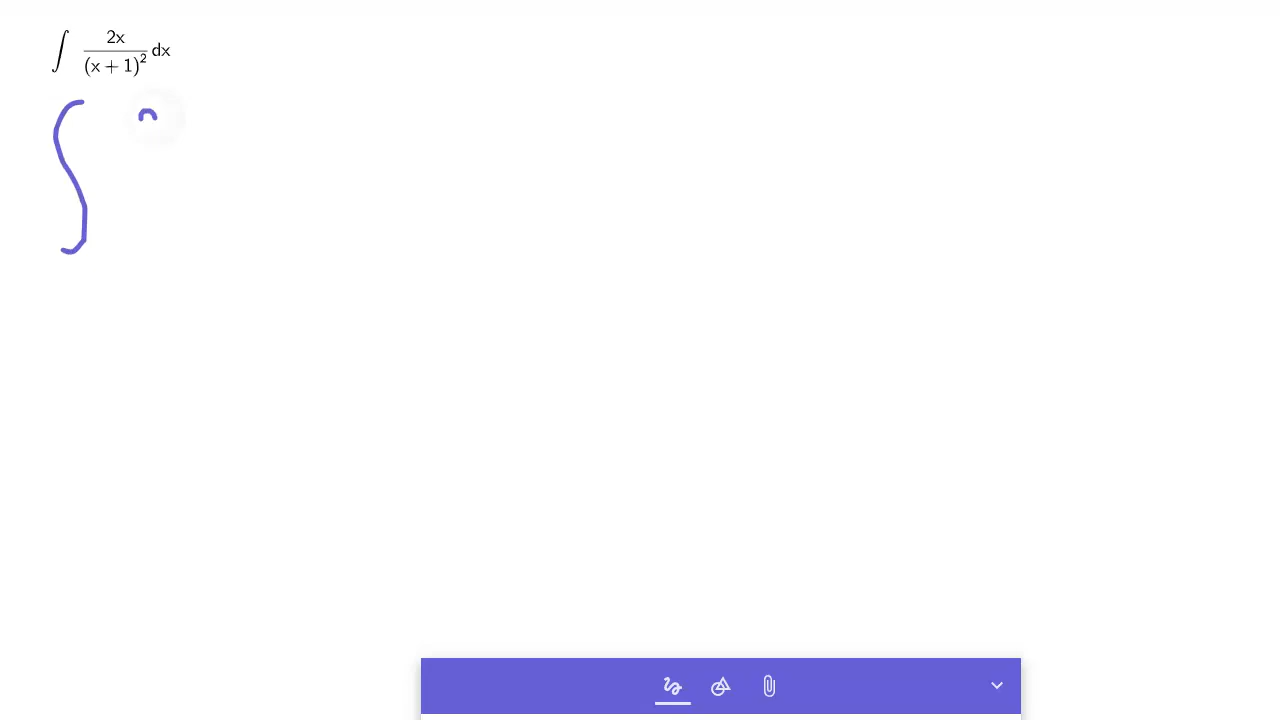 ∫ 2x/(x + 1)² dx
∫